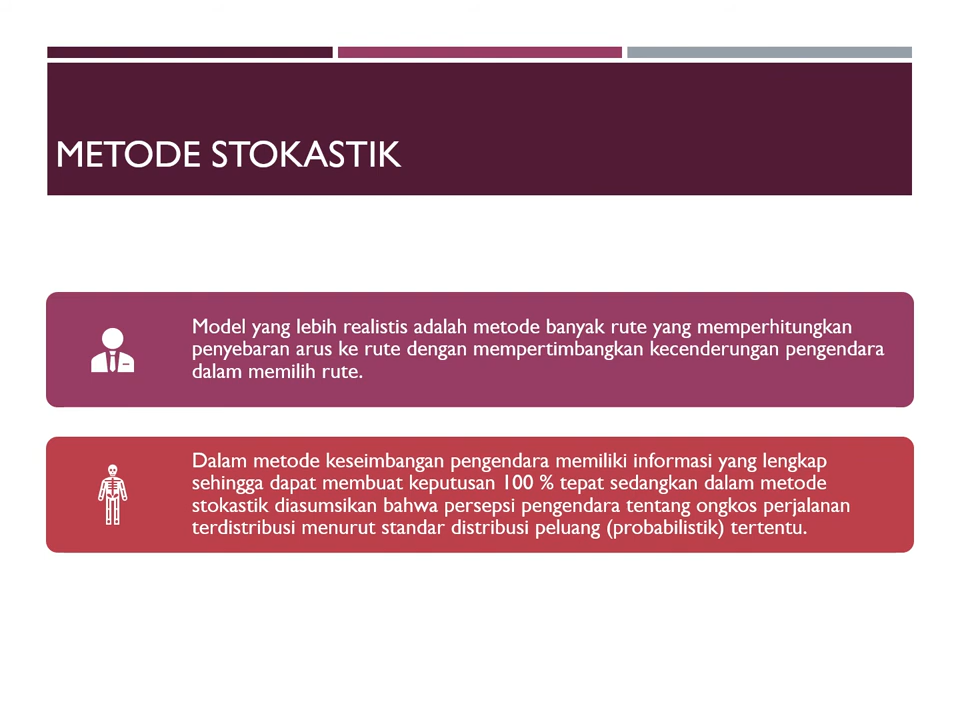 METODE STOKASTIK
Model yang lebih realistis adalah metode banyak rute yang memperhitungkan
penyebaran arus ke rute dengan mempertimbangkan kecenderungan pengendara
dalam memilih rute.
Dalam metode keseimbangan pengendara memiliki informasi yang lengkap
sehingga dapat membuat keputusan 100 % tepat sedangkan dalam metode
stokastik diasumsikan bahwa persepsi pengendara tentang ongkos perjalanan
terdistribusi menurut standar distribusi peluang (probabilistik) tertentu.